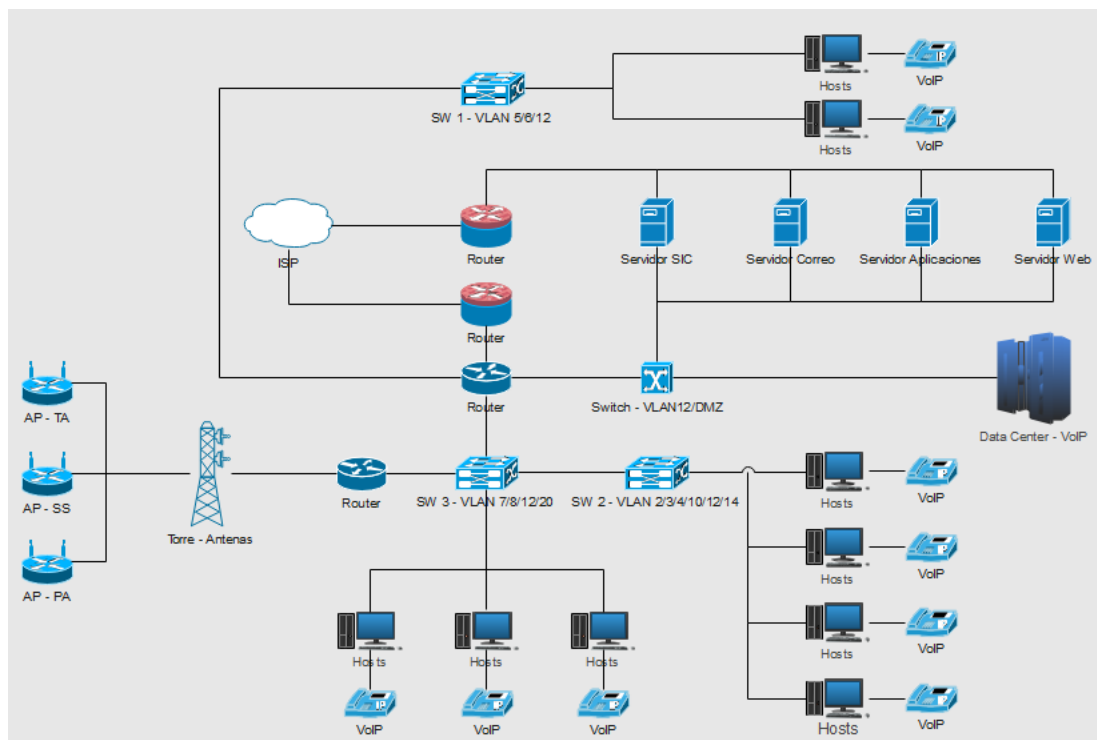 Hosts
VoIP
SW 1 - VLAN 5/6/12
Hosts
VoIP
ISP
Router
Servidor SIC
Servidor Correo
Servidor Aplicaciones
Servidor Web
Router
Router
Switch - VLAN12/DMZ
Data Center - VoIP
AP - TA
AP - SS
AP - PA
Torre - Antenas
Router
SW 3 - VLAN 7/8/12/20
SW 2 - VLAN 2/3/4/10/12/14
Hosts
VoIP
Hosts
VoIP
Hosts
VoIP
Hosts
VoIP
Hosts
Hosts
Hosts
VoIP
VoIP
VoIP